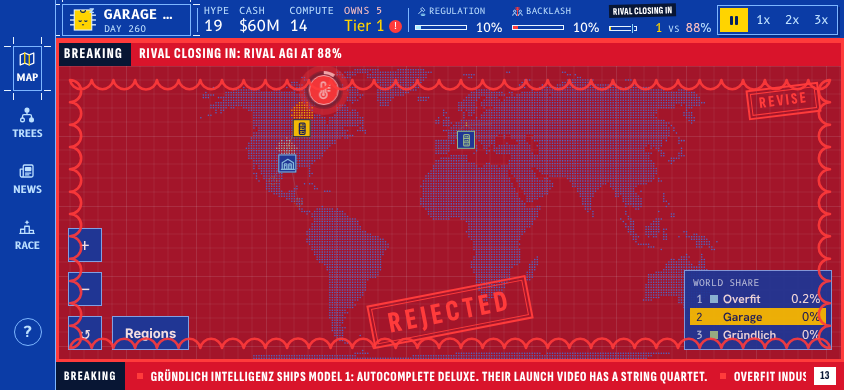 GARAGE ...
DAY 260
HYPE
19
CASH
$60M
COMPUTE
14
OWNS 5
Tier 1 !
REGULATION
10%
BACKLASH
10%
RIVAL CLOSING IN
1 VS 88%
1x 2x 3x
BREAKING RIVAL CLOSING IN: RIVAL AGI AT 88%
MAP
TREES
NEWS
RACE
?
REVISE
REJECTED
+
−
↺ Regions
WORLD SHARE
1 Overfit 0.2%
2 Garage 0%
3 Gründlich 0%
BREAKING GRÜNDLICH INTELLIGENZ SHIPS MODEL 1: AUTOCOMPLETE DELUXE. THEIR LAUNCH VIDEO HAS A STRING QUARTET. OVERFIT INDUS 13